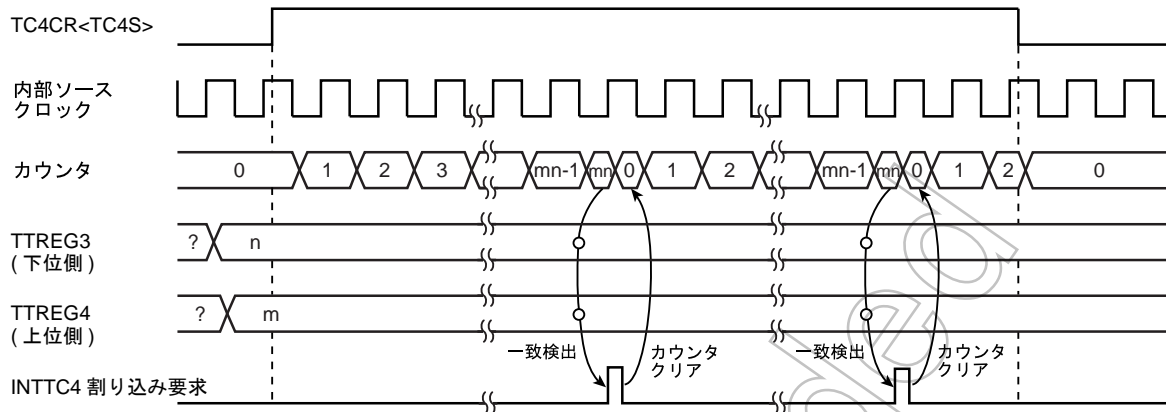 TC4CR<TC4S>
内部ソース
クロック
カウンタ
0 1 2 3 mn-1 mn 0 1 2 mn-1 mn 0 1 2 0
TTREG3
( 下位側 )
? n
TTREG4
( 上位側 )
? m
一致検出
カウンタ
クリア
一致検出
カウンタ
クリア
INTTC4 割り込み要求
ded